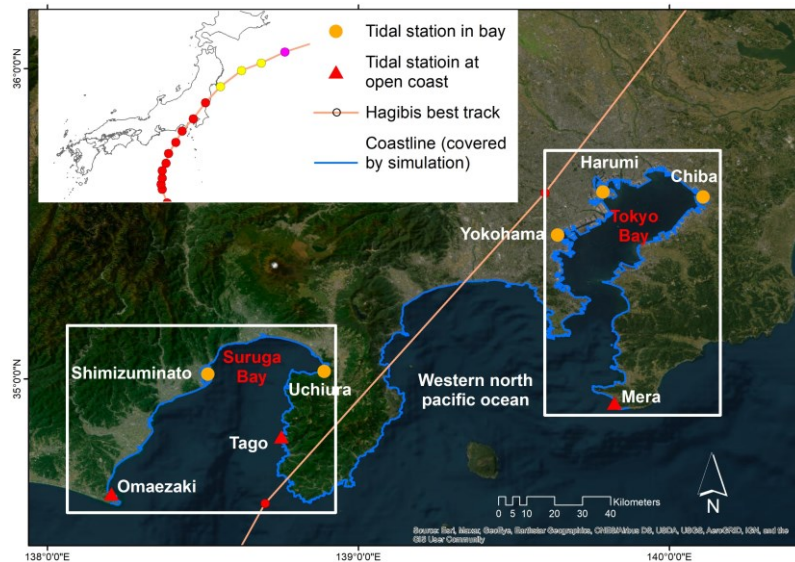 Tidal station in bay
Tidal statioin at
open coast
Hagibis best track
Coastline (covered
by simulation)
36°0'0"N
35°0'0"N
Harumi
Chiba
Tokyo
Bay
Yokohama
Shimizuminato
Suruga
Bay
Uchiura
Western north
pacific ocean
Mera
Tago
Omaezaki
Kilometers
0 5 10 20 30 40
N
Source: Esri, Maxar, GeoEye, Earthstar Geographics, CNES/Airbus DS, USDA, USGS, AeroGRID, IGN, and the
GIS User Community
138°0'0"E
139°0'0"E
140°0'0"E